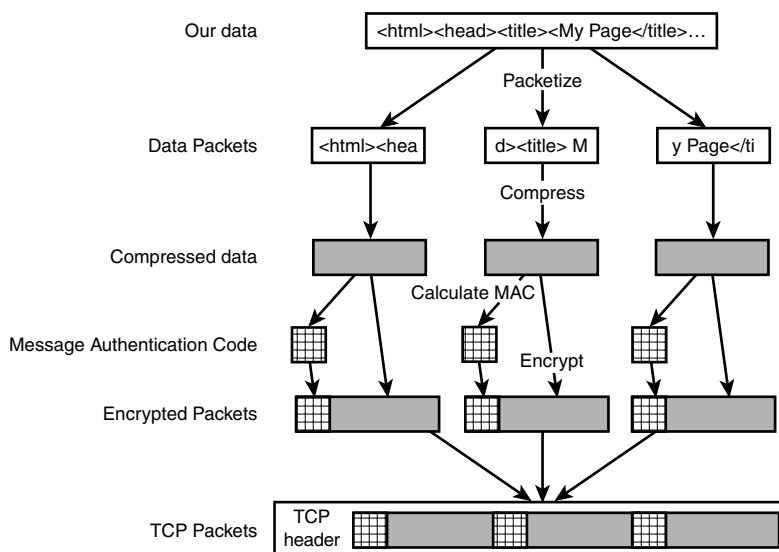 Our data
<html><head><title><My Page</title>...
Packetize
Data Packets
<html><hea
d><title> M
y Page</ti
Compress
Compressed data
Calculate MAC
Message Authentication Code
Encrypt
Encrypted Packets
TCP Packets
TCP
header